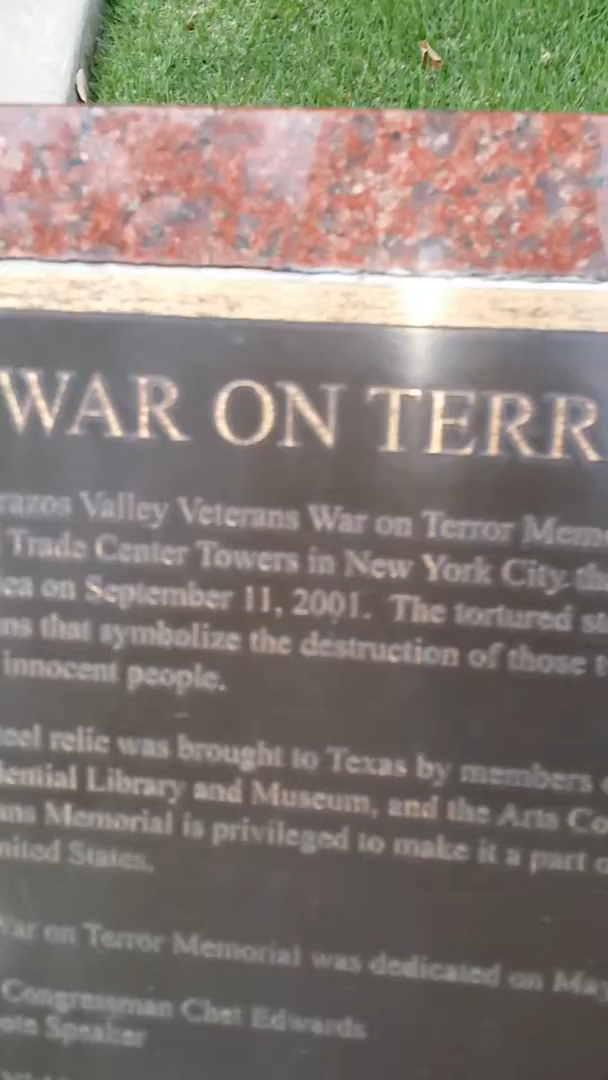 WAR ON TERR
razos Valley Veterans War on Terror Memo
Trade Center Towers in New York City th
ca on September 11, 2001. The tortured st
ns that symbolize the destruction of those t
innocent people.
eel relic was brought to Texas by members
dential Library and Museum, and the Arts Co
ans Memorial is privileged to make it a part o
nited States.
War on Terror Memorial was dedicated on May
Congressman Chet Edwards
ote Speaker